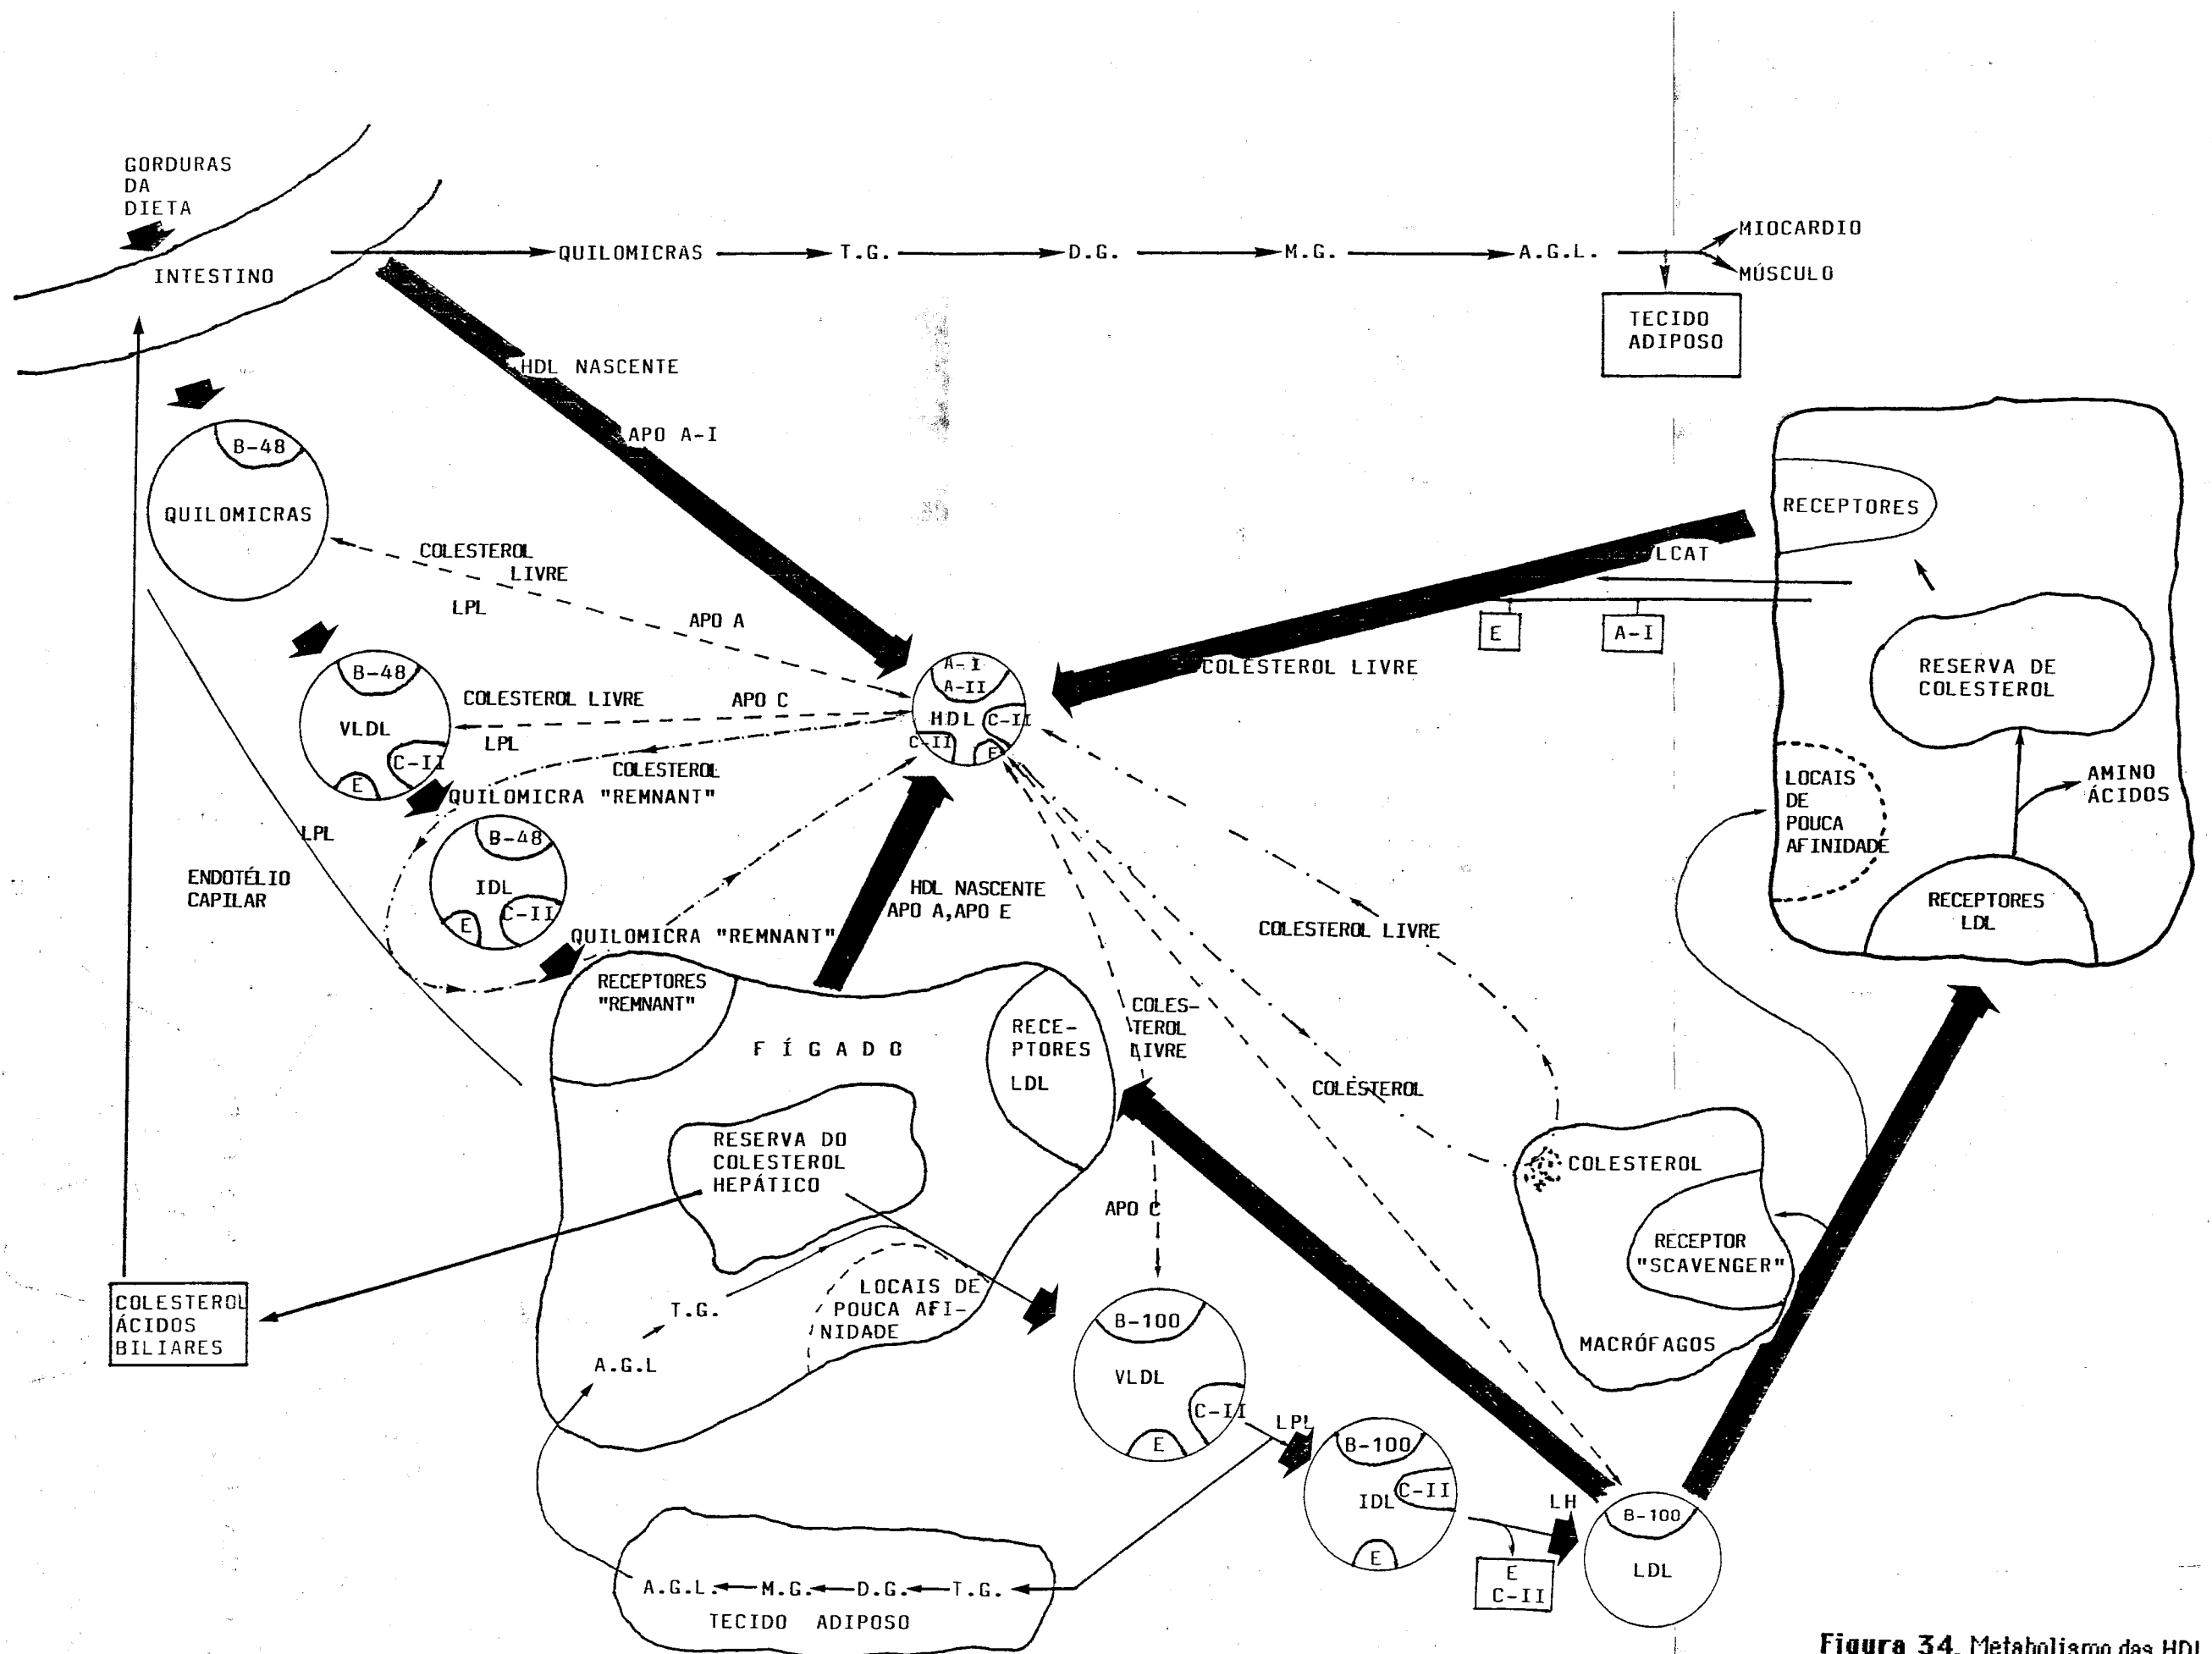 GORDURAS
DA
DIETA
INTESTINO
QUILOMICRAS
T.G.
D.G.
M.G.
A.G.L.
MIOCARDIO
MÚSCULO
TECIDO
ADIPOSO
HDL NASCENTE
APO A-I
B-48
QUILOMICRAS
COLESTEROL
LIVRE
LPL
APO A
B-48
VLDL
C-II
E
COLESTEROL LIVRE
APO C
LPL
COLESTEROL
QUILOMICRA "REMNANT"
A-I
A-II
HDL
C-II
C-II
E
LCAT
E
A-I
COLESTEROL LIVRE
RECEPTORES
RESERVA DE
COLESTEROL
LOCAIS
DE
POUCA
AFINIDADE
AMINO
ÁCIDOS
RECEPTORES
LDL
LPL
ENDOTÉLIO
CAPILAR
B-48
IDL
C-II
E
QUILOMICRA "REMNANT"
HDL NASCENTE
APO A,APO E
COLESTEROL LIVRE
RECEPTORES
"REMNANT"
FÍGADO
RECE-
PTORES
LDL
COLES-
TEROL
LIVRE
COLESTEROL
RESERVA DO
COLESTEROL
HEPÁTICO
APO C
COLESTEROL
RECEPTOR
"SCAVENGER"
MACRÓFAGOS
COLESTEROL
ÁCIDOS
BILIARES
T.G.
A.G.L
LOCAIS DE
POUCA AFI-
NIDADE
B-100
VLDL
C-II
E
LPL
B-100
IDL
C-II
E
LH
E
C-II
B-100
LDL
A.G.L.
M.G.
D.G.
T.G.
TECIDO ADIPOSO
Figura 34. Metabolismo das HDL